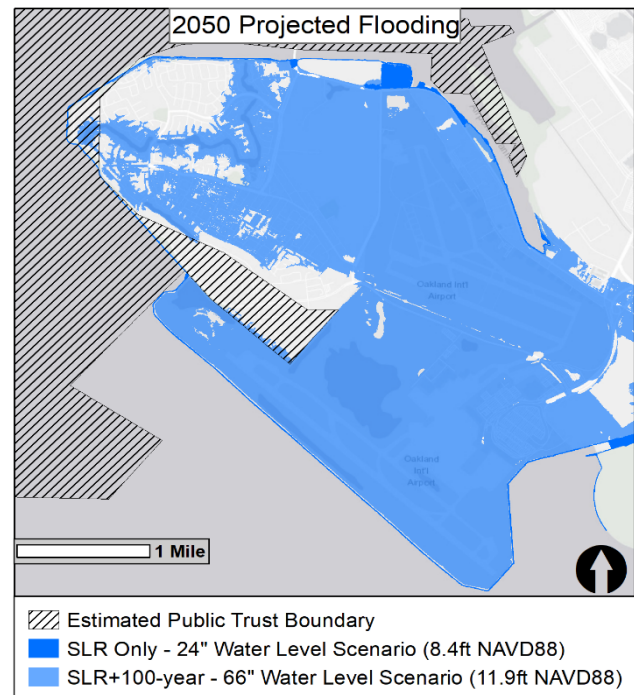 2050 Projected Flooding
Oakland Int'l
Airport
Oakland
Int'l
Airport
1 Mile
Estimated Public Trust Boundary
SLR Only - 24" Water Level Scenario (8.4ft NAVD88)
SLR+100-year - 66" Water Level Scenario (11.9ft NAVD88)